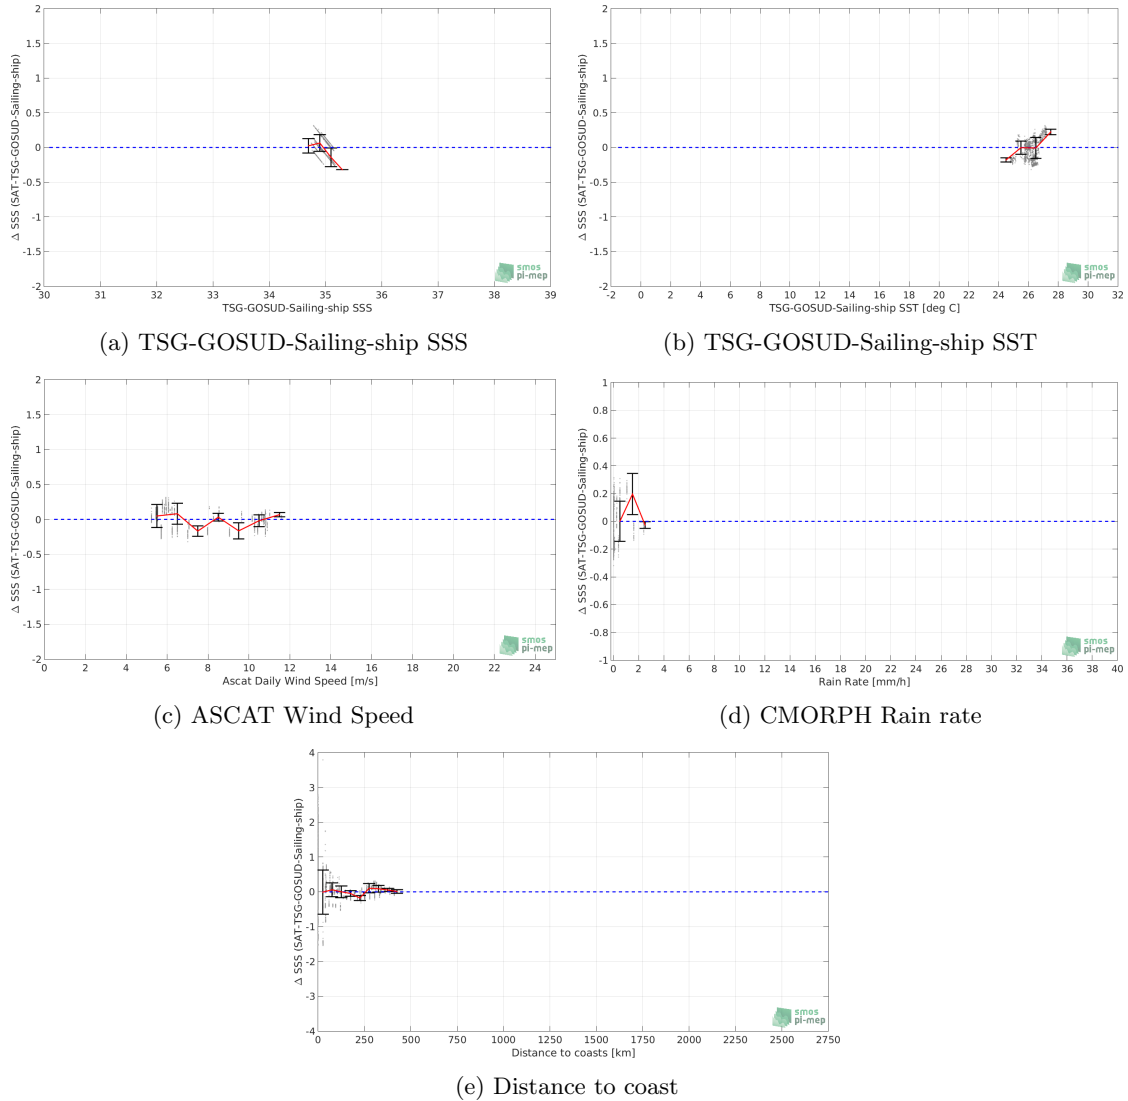 2
1.5
1
0.5
0
-0.5
-1
-1.5
-2
Δ SSS (SAT-TSG-GOSUD-Sailing-ship)
30 31 32 33 34 35 36 37 38 39
TSG-GOSUD-Sailing-ship SSS
smos
pi-mep
(a) TSG-GOSUD-Sailing-ship SSS
2
1.5
1
0.5
0
-0.5
-1
-1.5
-2
Δ SSS (SAT-TSG-GOSUD-Sailing-ship)
-2 0 2 4 6 8 10 12 14 16 18 20 22 24 26 28 30 32
TSG-GOSUD-Sailing-ship SST [deg C]
smos
pi-mep
(b) TSG-GOSUD-Sailing-ship SST
2
1.5
1
0.5
0
-0.5
-1
-1.5
-2
Δ SSS (SAT-TSG-GOSUD-Sailing-ship)
0 2 4 6 8 10 12 14 16 18 20 22 24
Ascat Daily Wind Speed [m/s]
smos
pi-mep
(c) ASCAT Wind Speed
1
0.8
0.6
0.4
0.2
0
-0.2
-0.4
-0.6
-0.8
-1
Δ SSS (SAT-TSG-GOSUD-Sailing-ship)
0 2 4 6 8 10 12 14 16 18 20 22 24 26 28 30 32 34 36 38 40
Rain Rate [mm/h]
smos
pi-mep
(d) CMORPH Rain rate
4
3
2
1
0
-1
-2
-3
-4
Δ SSS (SAT-TSG-GOSUD-Sailing-ship)
0 250 500 750 1000 1250 1500 1750 2000 2250 2500 2750
Distance to coasts [km]
smos
pi-mep
(e) Distance to coast